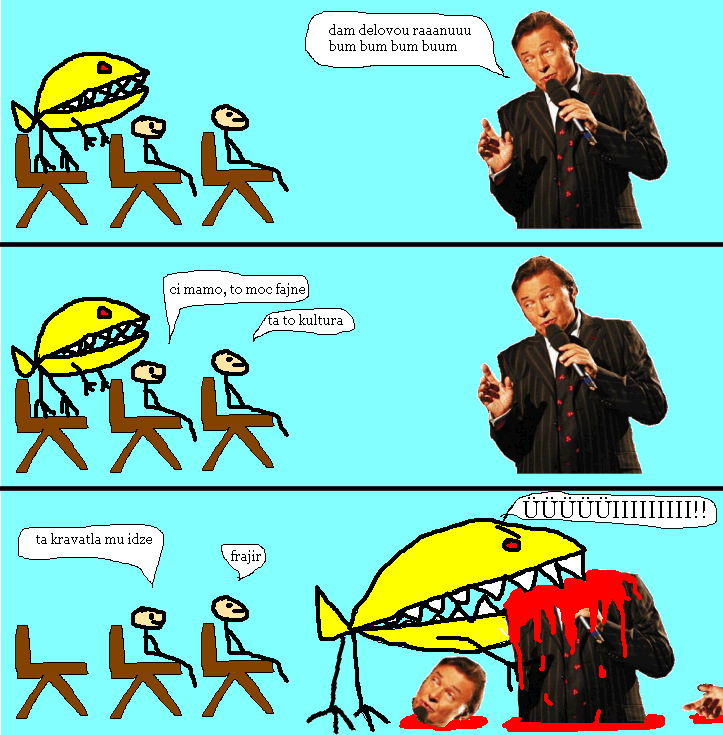 dam delovou raaanuuu
bum bum bum buum
ci mamo, to moc fajne
ta to kultura
ÜÜÜÜÜIIIIIIIII!!
ta kravatla mu idze
frajir